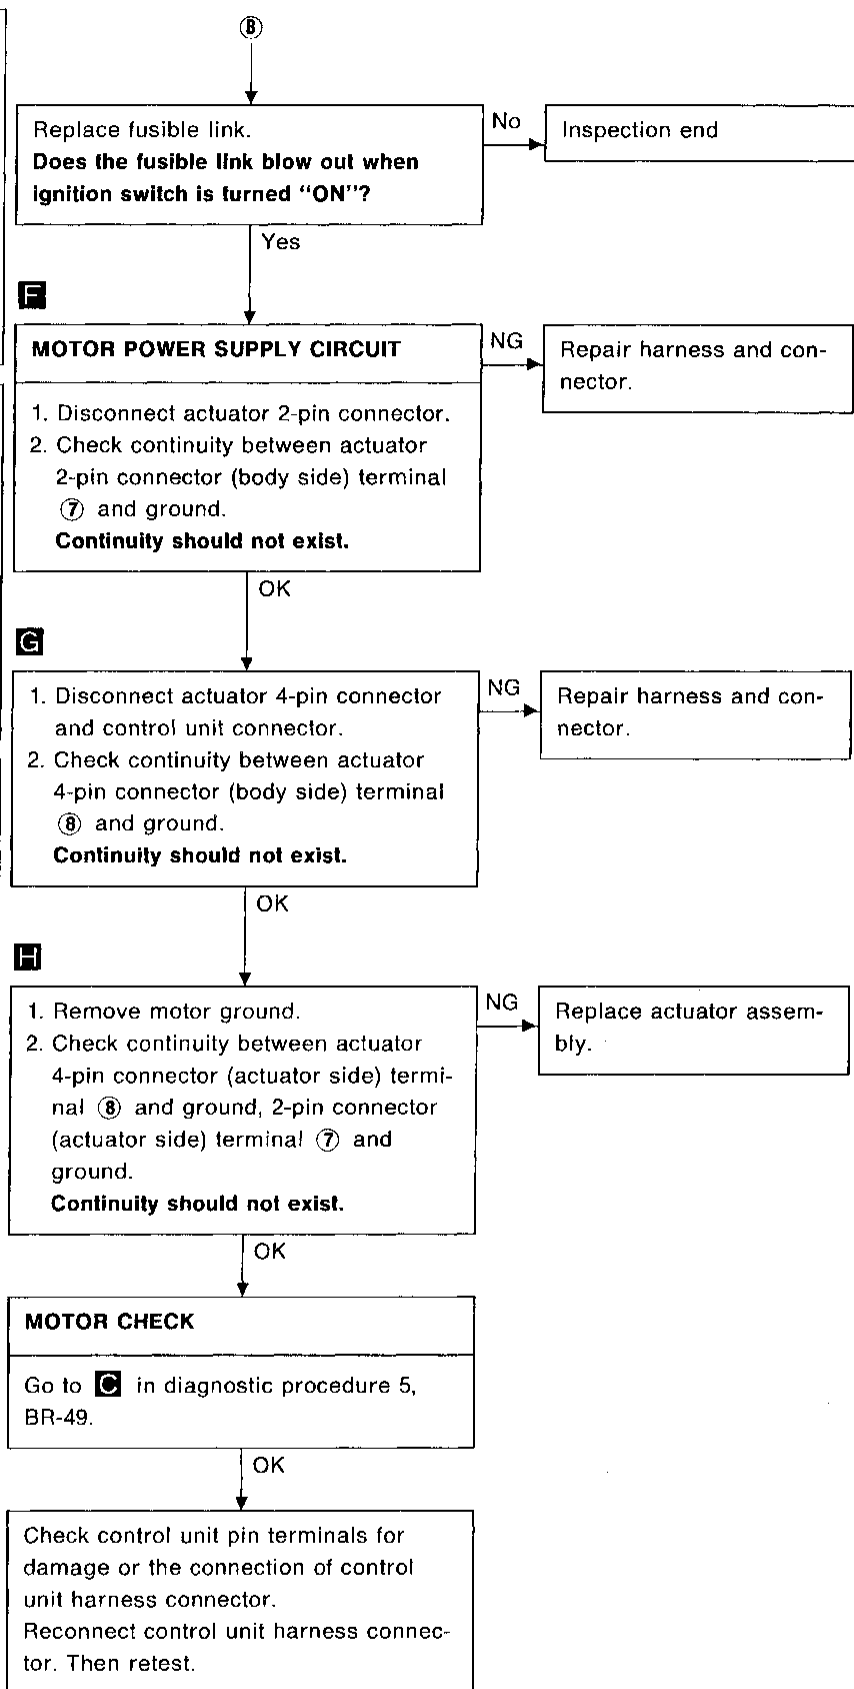 Ⓑ
Replace fusible link.
Does the fusible link blow out when
ignition switch is turned "ON"?
No
Inspection end
Yes
F
MOTOR POWER SUPPLY CIRCUIT
1. Disconnect actuator 2-pin connector.
2. Check continuity between actuator
2-pin connector (body side) terminal
⑦ and ground.
Continuity should not exist.
NG
Repair harness and con-
nector.
OK
G
1. Disconnect actuator 4-pin connector
and control unit connector.
2. Check continuity between actuator
4-pin connector (body side) terminal
⑧ and ground.
Continuity should not exist.
NG
Repair harness and con-
nector.
OK
H
1. Remove motor ground.
2. Check continuity between actuator
4-pin connector (actuator side) termi-
nal ⑧ and ground, 2-pin connector
(actuator side) terminal ⑦ and
ground.
Continuity should not exist.
NG
Replace actuator assem-
bly.
OK
MOTOR CHECK
Go to C in diagnostic procedure 5,
BR-49.
OK
Check control unit pin terminals for
damage or the connection of control
unit harness connector.
Reconnect control unit harness connec-
tor. Then retest.